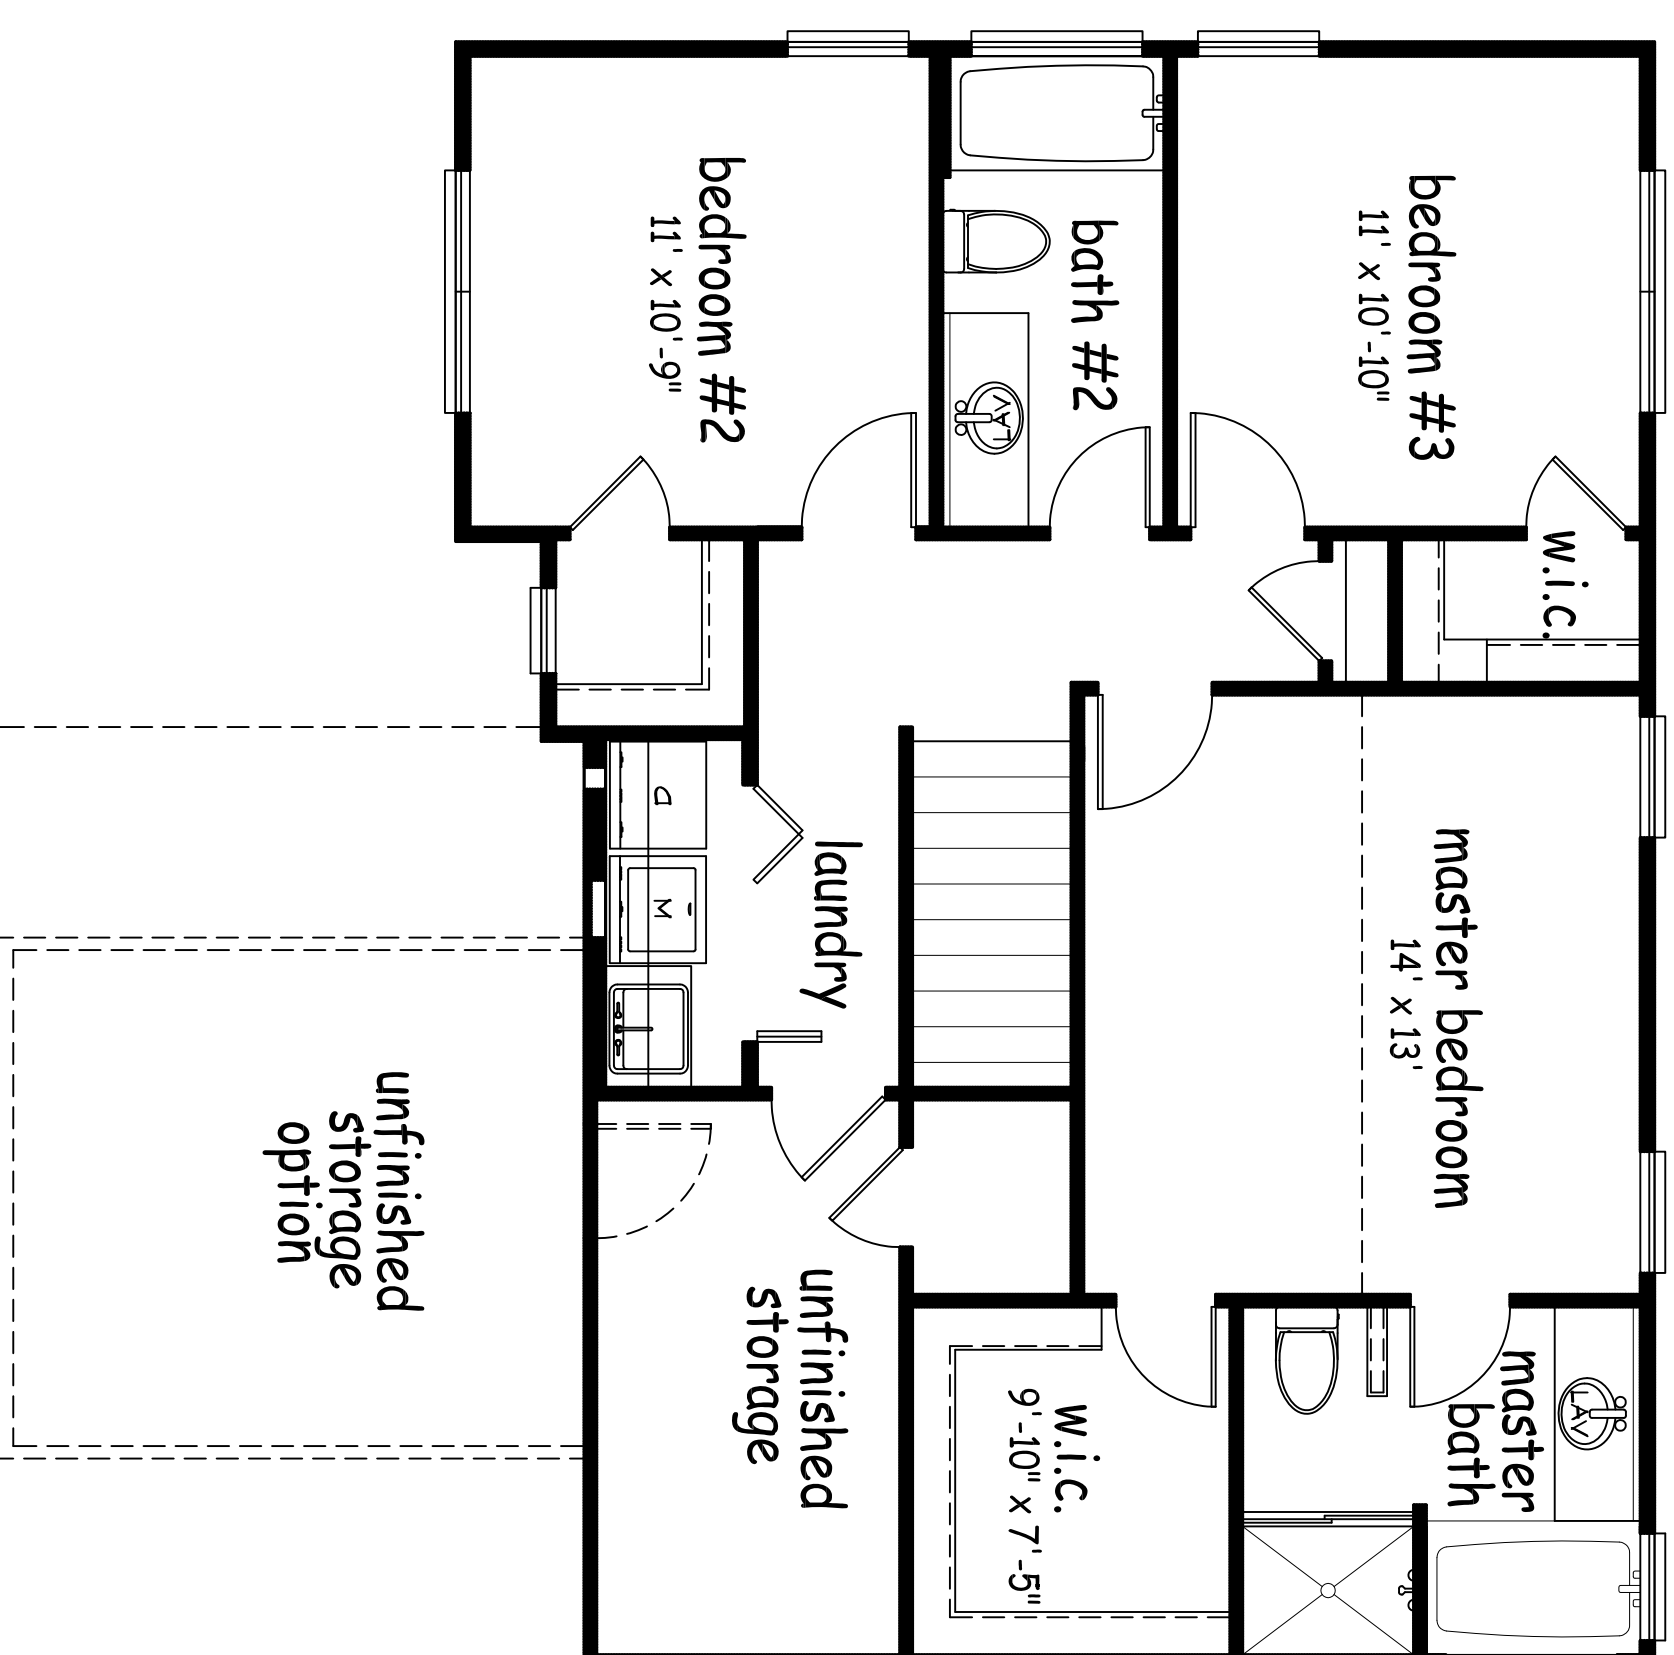 bedroom #3
11' x 10'-10"
w.i.c.
bath #2
LAV
bedroom #2
11' x 10'-9"
master bedroom
14' x 13'
laundry
D
W
master
bath
LAV
w.i.c.
9'-10" x 7'-5"
unfinished
storage
unfinished
storage
option